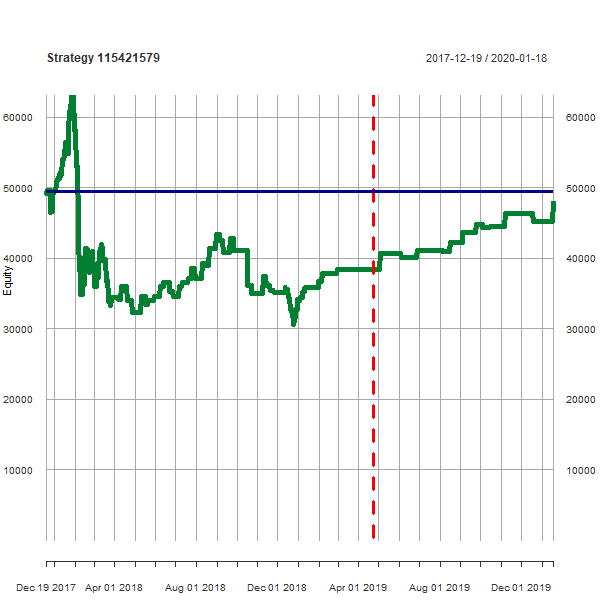 Strategy 115421579
2017-12-19 / 2020-01-18
60000
60000
50000
50000
40000
40000
Equity
30000
30000
20000
20000
10000
10000
Dec 19 2017
Apr 01 2018
Aug 01 2018
Dec 01 2018
Apr 01 2019
Aug 01 2019
Dec 01 2019